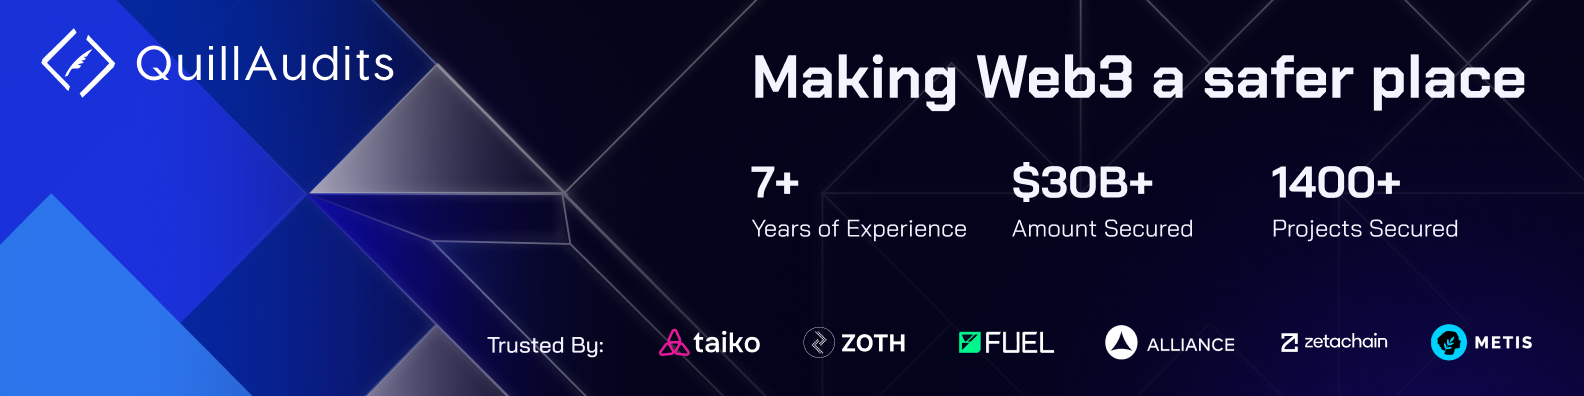 QuillAudits
Making Web3 a safer place
7+
Years of Experience
$30B+
Amount Secured
1400+
Projects Secured
Trusted By: taiko ZOTH FUEL ALLIANCE zetachain METIS